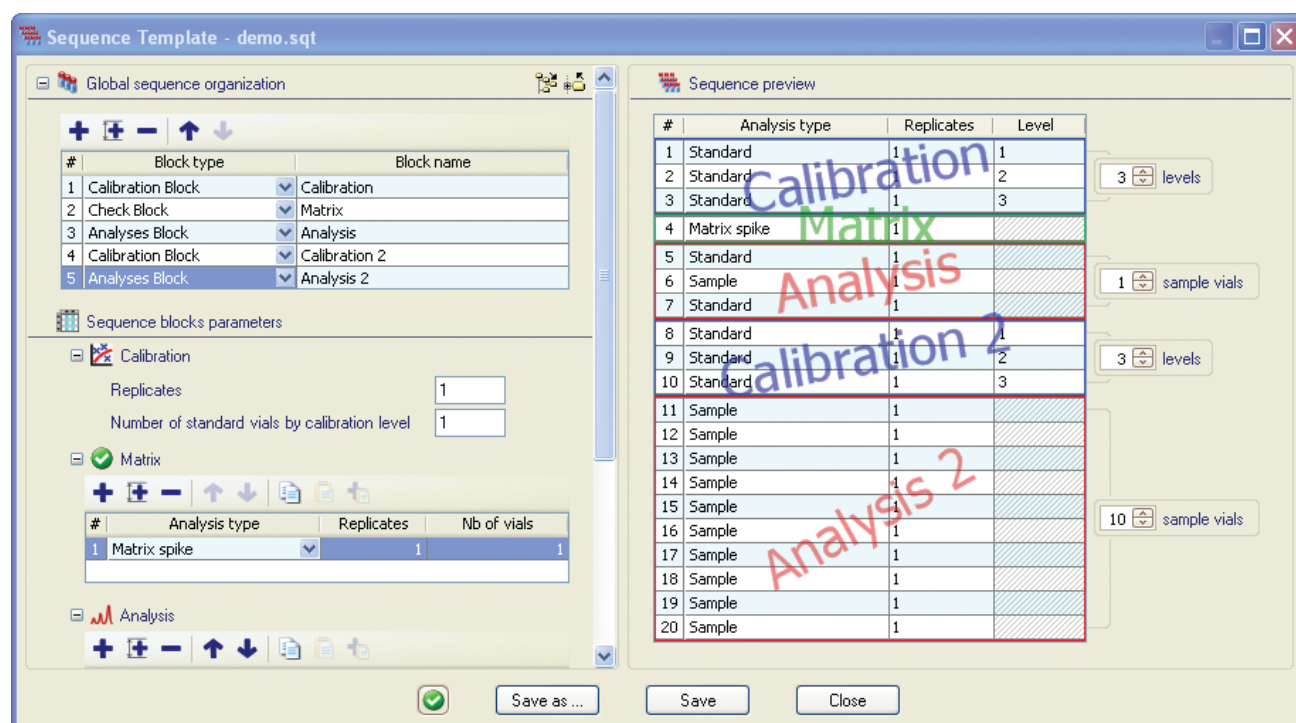 Sequence Template - demo.sqt
Global sequence organization
# Block type Block name
1 Calibration Block Calibration
2 Check Block Matrix
3 Analyses Block Analysis
4 Calibration Block Calibration 2
5 Analyses Block Analysis 2
Sequence blocks parameters
Calibration
Replicates 1
Number of standard vials by calibration level 1
Matrix
# Analysis type Replicates Nb of vials
1 Matrix spike 1 1
Analysis
Sequence preview
# Analysis type Replicates Level
1 Standard 1 1
2 Standard 1 2
3 Standard 1 3
Calibration
3 levels
4 Matrix spike 1
Matrix
5 Standard 1
6 Sample 1
7 Standard 1
Analysis
1 sample vials
8 Standard 1 1
9 Standard 1 2
10 Standard 1 3
Calibration 2
3 levels
11 Sample 1
12 Sample 1
13 Sample 1
14 Sample 1
15 Sample 1
16 Sample 1
17 Sample 1
18 Sample 1
19 Sample 1
20 Sample 1
Analysis 2
10 sample vials
Save as ... Save Close